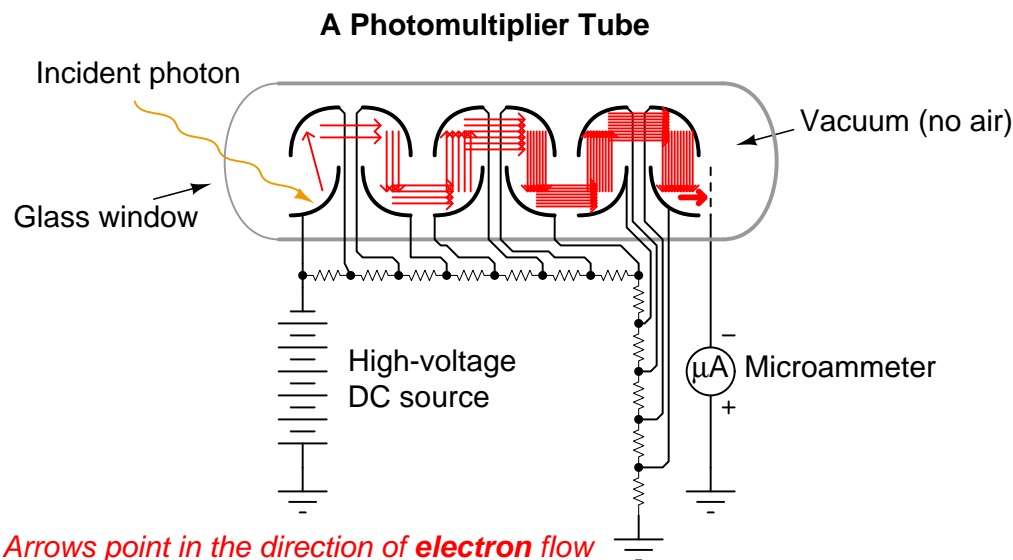 A Photomultiplier Tube
Incident photon
Vacuum (no air)
Glass window
High-voltage
DC source
−
μA
Microammeter
+
Arrows point in the direction of electron flow